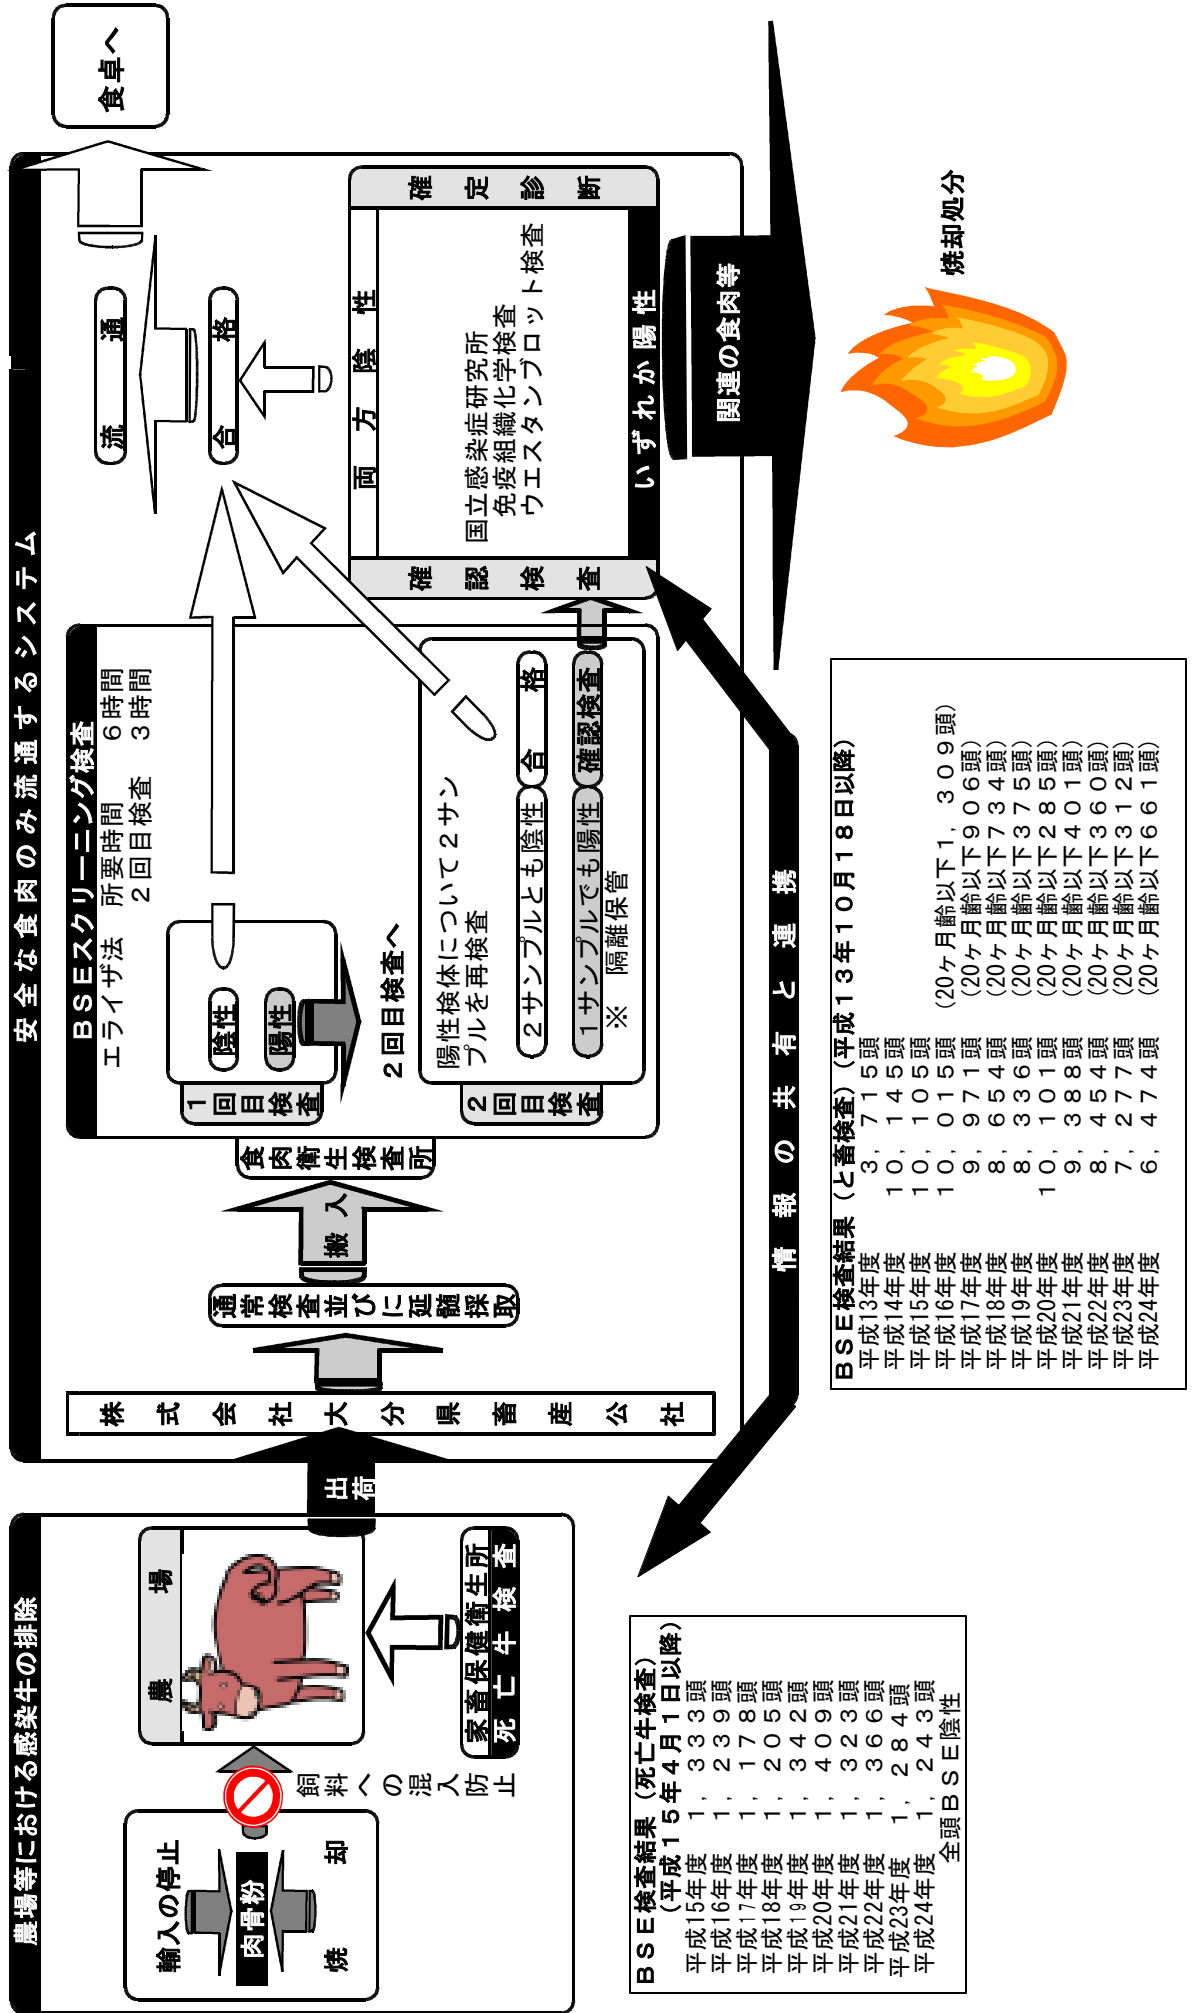 農場等における感染牛の排除
輸入の停止
肉骨粉
焼　　却
飼料への混入防止
農　　場
家畜保健衛生所
死亡牛検査
出荷
安全な食肉のみ流通するシステム
株式会社大分県畜産公社
通常検査並びに延髄採取
搬入
食肉衛生検査所
ＢＳＥスクリーニング検査
エライザ法　所要時間　　６時間
２回目検査　３時間
１回目検査
陰性
陽性
２回目検査へ
２回目検査
陽性検体について２サン
プルを再検査
２サンプルとも陰性
合　　格
１サンプルでも陽性
確認検査
※　隔離保管
確認検査
両方陰性
国立感染症研究所
免疫組織化学検査
ウエスタンブロット検査
いずれか陽性
確定診断
合　　格
流　　通
食卓へ
関連の食肉等
焼却処分
情報の共有と連携
ＢＳＥ検査結果（死亡牛検査）
（平成１５年４月１日以降）
平成15年度　１，３３３頭
平成16年度　１，２３９頭
平成17年度　１，１７８頭
平成18年度　１，２０５頭
平成19年度　１，３４２頭
平成20年度　１，４０９頭
平成21年度　１，３２３頭
平成22年度　１，３６６頭
平成23年度　１，２８４頭
平成24年度　１，２４３頭
全頭ＢＳＥ陰性
ＢＳＥ検査結果（と畜検査）（平成１３年１０月１８日以降）
平成13年度　３，７１５頭
平成14年度　１０，１４５頭
平成15年度　１０，１０５頭
平成16年度　１０，０１５頭　（20ヶ月齢以下１，３０９頭）
平成17年度　９，９７１頭　（20ヶ月齢以下９０６頭）
平成18年度　８，６５４頭　（20ヶ月齢以下７３４頭）
平成19年度　８，３３６頭　（20ヶ月齢以下３７５頭）
平成20年度　１０，１０１頭　（20ヶ月齢以下２８５頭）
平成21年度　９，３８８頭　（20ヶ月齢以下４０１頭）
平成22年度　８，４５４頭　（20ヶ月齢以下３６０頭）
平成23年度　７，２７７頭　（20ヶ月齢以下３１２頭）
平成24年度　６，４７４頭　（20ヶ月齢以下６６１頭）